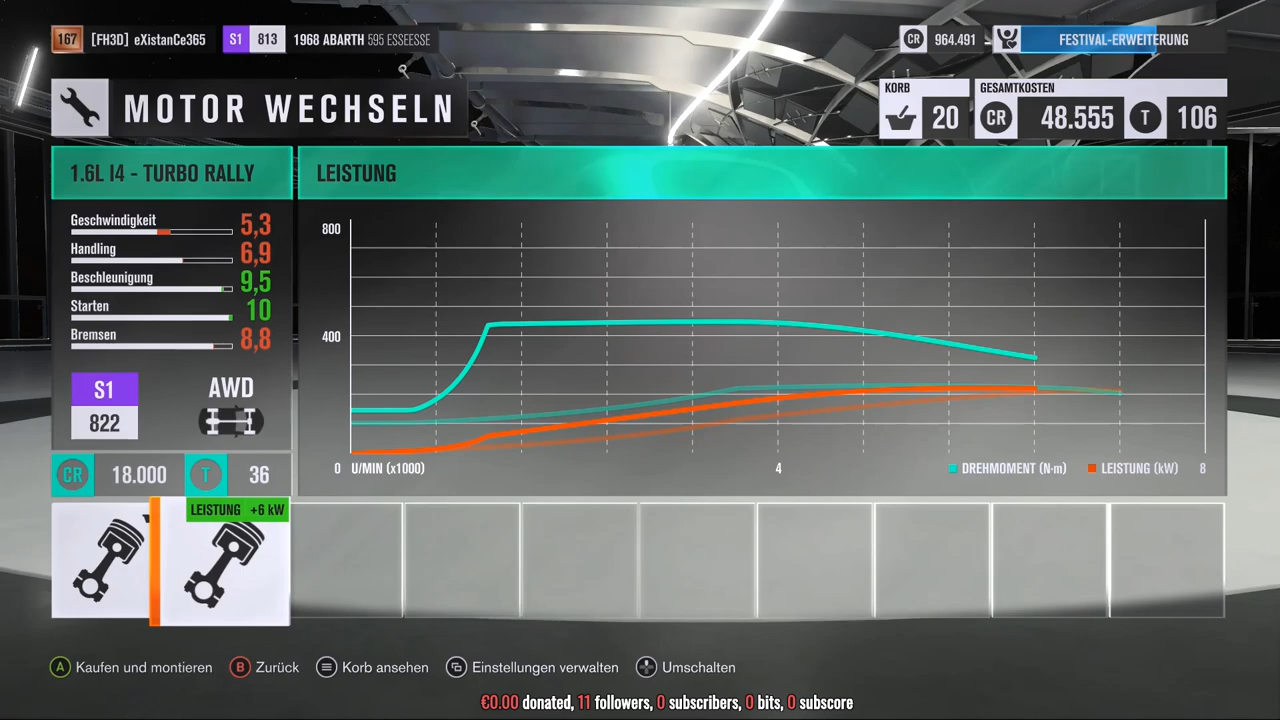 167 [FH3D] eXistanCe365 S1 813 1968 ABARTH 595 ESSEESSE
CR 964.491 FESTIVAL-ERWEITERUNG
MOTOR WECHSELN
KORB
20
GESAMTKOSTEN
CR 48.555 T 106
1.6L I4 - TURBO RALLY
Geschwindigkeit 5,3
Handling 6,9
Beschleunigung 9,5
Starten 10
Bremsen 8,8
S1
822
AWD
CR 18.000 T 36
LEISTUNG
800
400
0 U/MIN (x1000) 4 DREHMOMENT (N·m) LEISTUNG (kW) 8
LEISTUNG +6 kW
A Kaufen und montieren B Zurück Korb ansehen Einstellungen verwalten Umschalten
€0.00 donated, 11 followers, 0 subscribers, 0 bits, 0 subscore